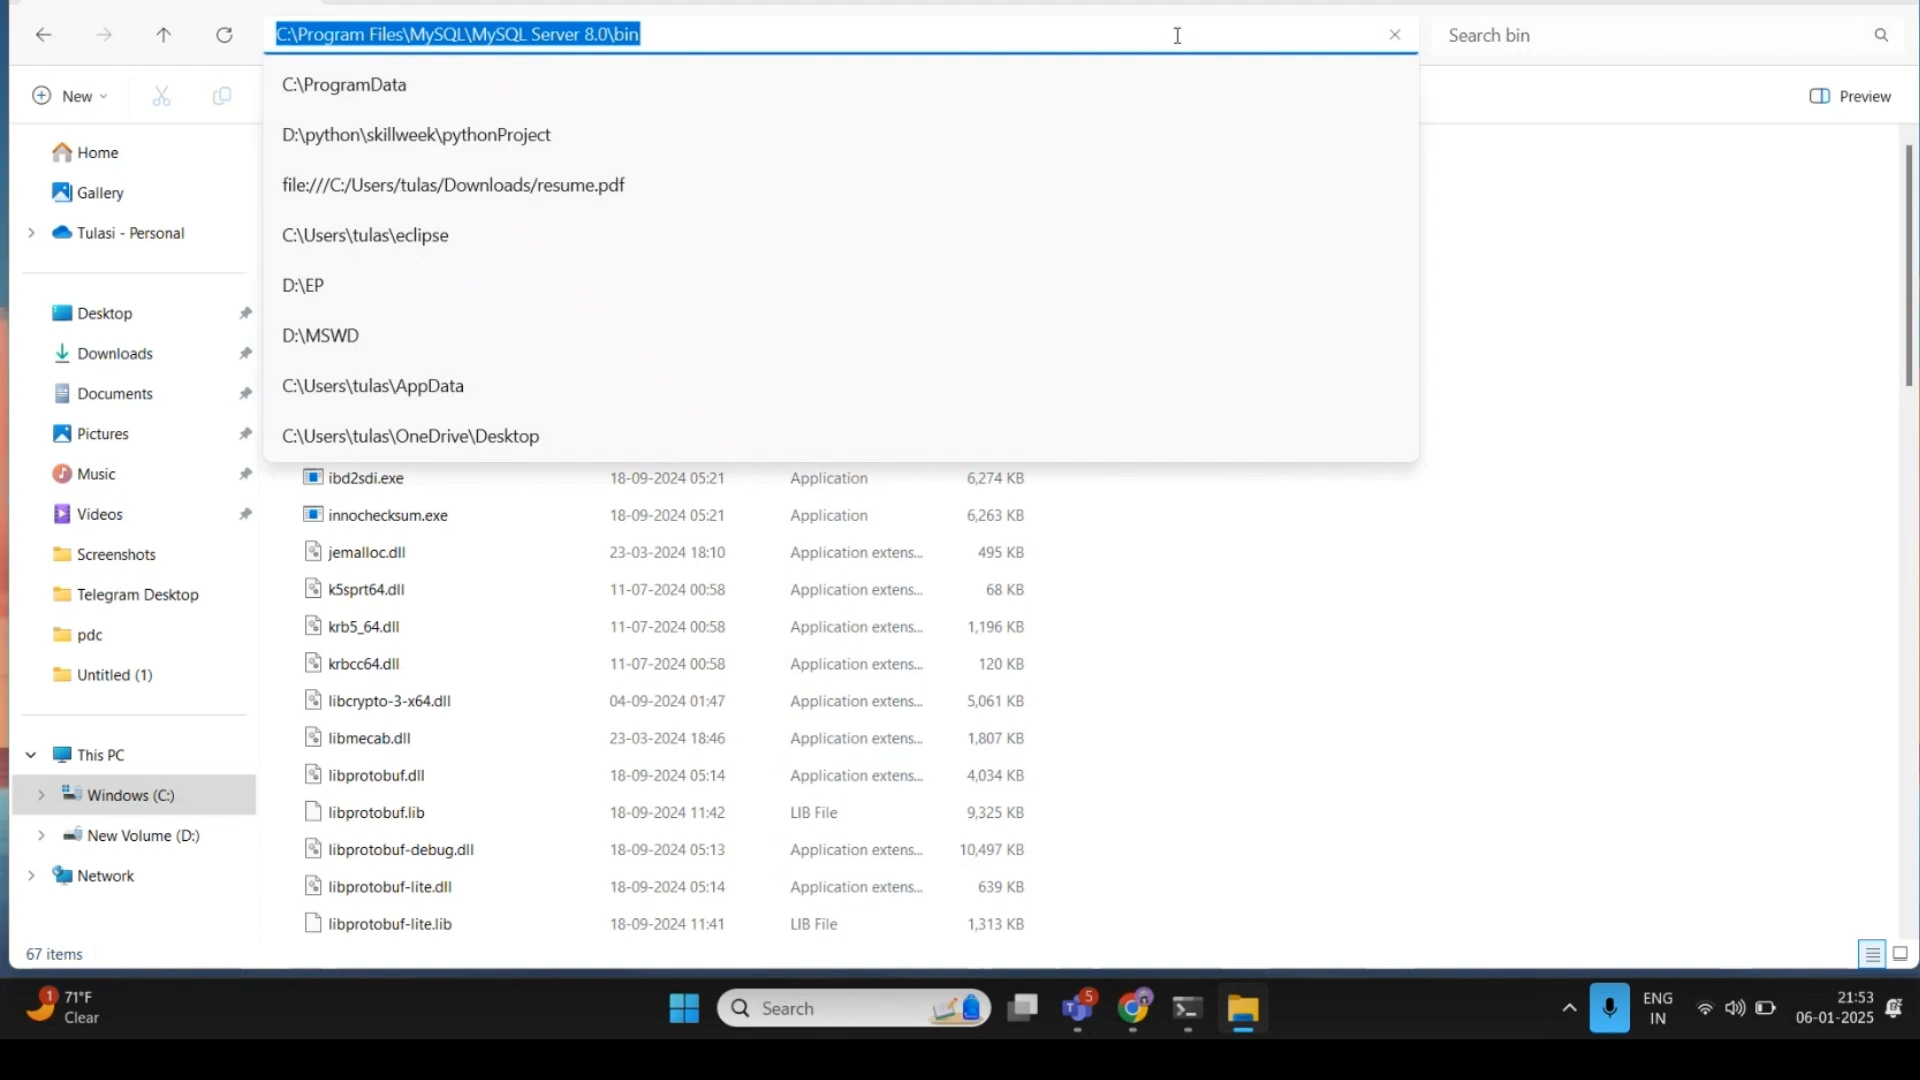 C:\Program Files\MySQL\MySQL Server 8.0\bin
Search bin
New
Preview
C:\ProgramData
D:\python\skillweek\pythonProject
file:///C:/Users/tulas/Downloads/resume.pdf
C:\Users\tulas\eclipse
D:\EP
D:\MSWD
C:\Users\tulas\AppData
C:\Users\tulas\OneDrive\Desktop
Home
Gallery
Tulasi - Personal
Desktop
Downloads
Documents
Pictures
Music
Videos
Screenshots
Telegram Desktop
pdc
Untitled (1)
This PC
Windows (C:)
New Volume (D:)
Network
ibd2sdi.exe 18-09-2024 05:21 Application 6,274 KB
innochecksum.exe 18-09-2024 05:21 Application 6,263 KB
jemalloc.dll 23-03-2024 18:10 Application extens... 495 KB
k5sprt64.dll 11-07-2024 00:58 Application extens... 68 KB
krb5_64.dll 11-07-2024 00:58 Application extens... 1,196 KB
krbcc64.dll 11-07-2024 00:58 Application extens... 120 KB
libcrypto-3-x64.dll 04-09-2024 01:47 Application extens... 5,061 KB
libmecab.dll 23-03-2024 18:46 Application extens... 1,807 KB
libprotobuf.dll 18-09-2024 05:14 Application extens... 4,034 KB
libprotobuf.lib 18-09-2024 11:42 LIB File 9,325 KB
libprotobuf-debug.dll 18-09-2024 05:13 Application extens... 10,497 KB
libprotobuf-lite.dll 18-09-2024 05:14 Application extens... 639 KB
libprotobuf-lite.lib 18-09-2024 11:41 LIB File 1,313 KB
67 items
1
71°F
Clear
Search
5
ENG
IN
21:53
06-01-2025